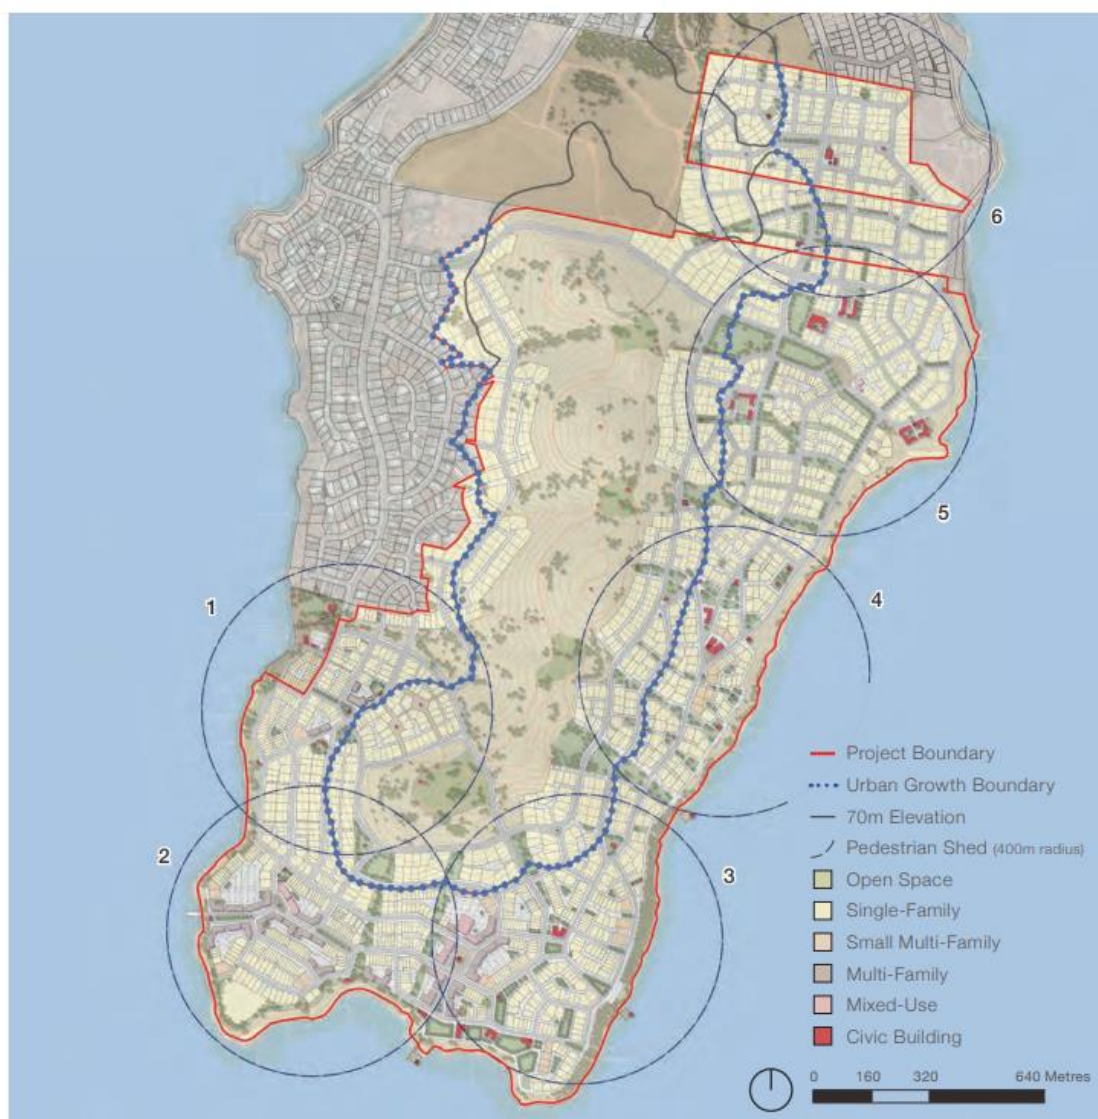 6
5
4
1
2
3
Project Boundary
Urban Growth Boundary
70m Elevation
Pedestrian Shed (400m radius)
Open Space
Single-Family
Small Multi-Family
Multi-Family
Mixed-Use
Civic Building
0 160 320 640 Metres